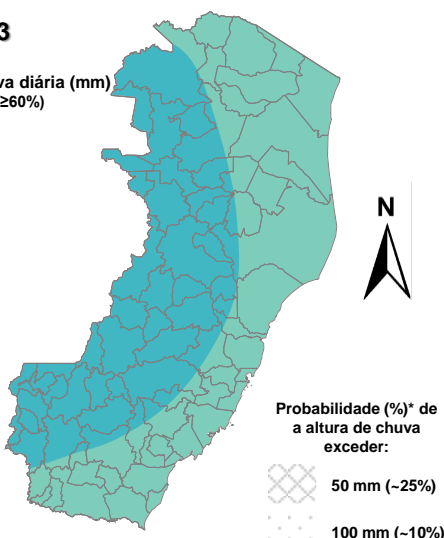 3
va diária (mm)
≥60%)
N
Probabilidade (%)* de
a altura de chuva
exceder:
50 mm (~25%)
100 mm (~10%)